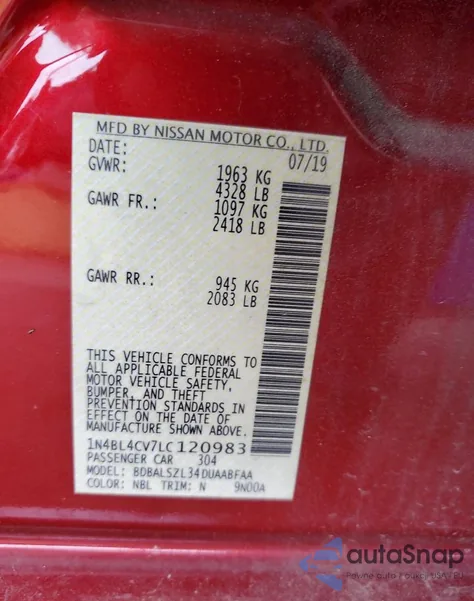 MFD BY NISSAN MOTOR CO., LTD.
DATE: 07/19
GVWR: 1963 KG
4328 LB
GAWR FR.: 1097 KG
2418 LB
GAWR RR.: 945 KG
2083 LB
THIS VEHICLE CONFORMS TO
ALL APPLICABLE FEDERAL
MOTOR VEHICLE SAFETY,
BUMPER, AND THEFT
PREVENTION STANDARDS IN
EFFECT ON THE DATE OF
MANUFACTURE SHOWN ABOVE.
1N4BL4CV7LC120983
PASSENGER CAR 304
MODEL: BDBALSZL34DUAABFAA
COLOR: NBL TRIM: N 9N00A
autoSnap